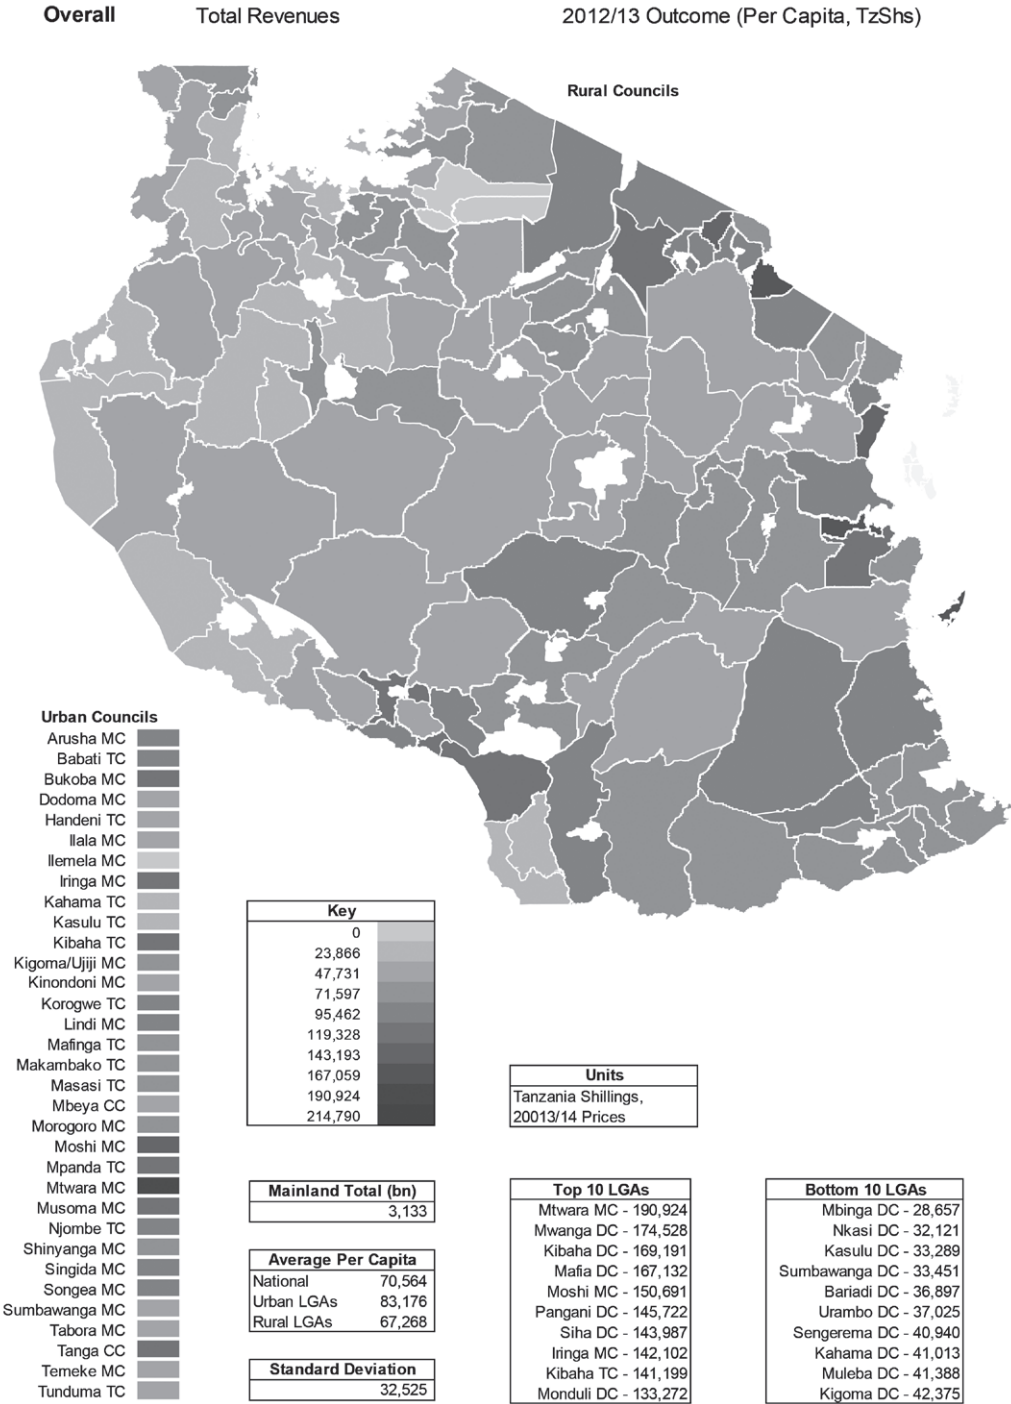 Overall Total Revenues 2012/13 Outcome (Per Capita, TzShs)
Rural Councils
Urban Councils
Arusha MC
Babati TC
Bukoba MC
Dodoma MC
Handeni TC
Ilala MC
Ilemela MC
Iringa MC
Kahama TC
Kasulu TC
Kibaha TC
Kigoma/Ujiji MC
Kinondoni MC
Korogwe TC
Lindi MC
Mafinga TC
Makambako TC
Masasi TC
Mbeya CC
Morogoro MC
Moshi MC
Mpanda TC
Mtwara MC
Musoma MC
Njombe TC
Shinyanga MC
Singida MC
Songea MC
Sumbawanga MC
Tabora MC
Tanga CC
Temeke MC
Tunduma TC
Key
0
23,866
47,731
71,597
95,462
119,328
143,193
167,059
190,924
214,790
Units
Tanzania Shillings,
20013/14 Prices
Mainland Total (bn)
3,133
Average Per Capita
National 70,564
Urban LGAs 83,176
Rural LGAs 67,268
Standard Deviation
32,525
Top 10 LGAs
Mtwara MC - 190,924
Mwanga DC - 174,528
Kibaha DC - 169,191
Mafia DC - 167,132
Moshi MC - 150,691
Pangani DC - 145,722
Siha DC - 143,987
Iringa MC - 142,102
Kibaha TC - 141,199
Monduli DC - 133,272
Bottom 10 LGAs
Mbinga DC - 28,657
Nkasi DC - 32,121
Kasulu DC - 33,289
Sumbawanga DC - 33,451
Bariadi DC - 36,897
Urambo DC - 37,025
Sengerema DC - 40,940
Kahama DC - 41,013
Muleba DC - 41,388
Kigoma DC - 42,375